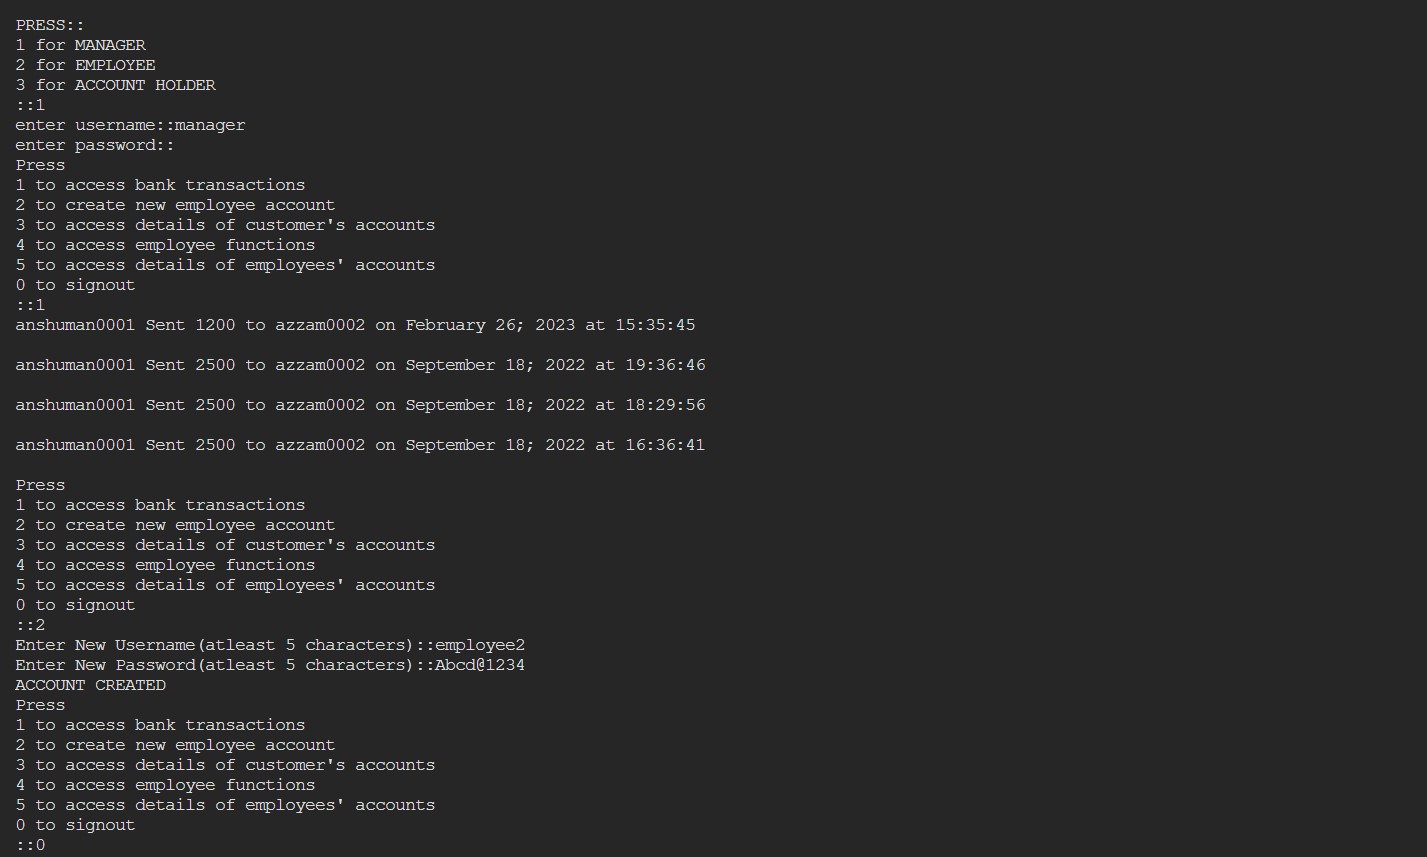 PRESS::
1 for MANAGER
2 for EMPLOYEE
3 for ACCOUNT HOLDER
::1
enter username::manager
enter password::
Press
1 to access bank transactions
2 to create new employee account
3 to access details of customer's accounts
4 to access employee functions
5 to access details of employees' accounts
0 to signout
::1
anshuman0001 Sent 1200 to azzam0002 on February 26; 2023 at 15:35:45
anshuman0001 Sent 2500 to azzam0002 on September 18; 2022 at 19:36:46
anshuman0001 Sent 2500 to azzam0002 on September 18; 2022 at 18:29:56
anshuman0001 Sent 2500 to azzam0002 on September 18; 2022 at 16:36:41
Press
1 to access bank transactions
2 to create new employee account
3 to access details of customer's accounts
4 to access employee functions
5 to access details of employees' accounts
0 to signout
::2
Enter New Username(atleast 5 characters)::employee2
Enter New Password(atleast 5 characters)::Abcd@1234
ACCOUNT CREATED
Press
1 to access bank transactions
2 to create new employee account
3 to access details of customer's accounts
4 to access employee functions
5 to access details of employees' accounts
0 to signout
::0